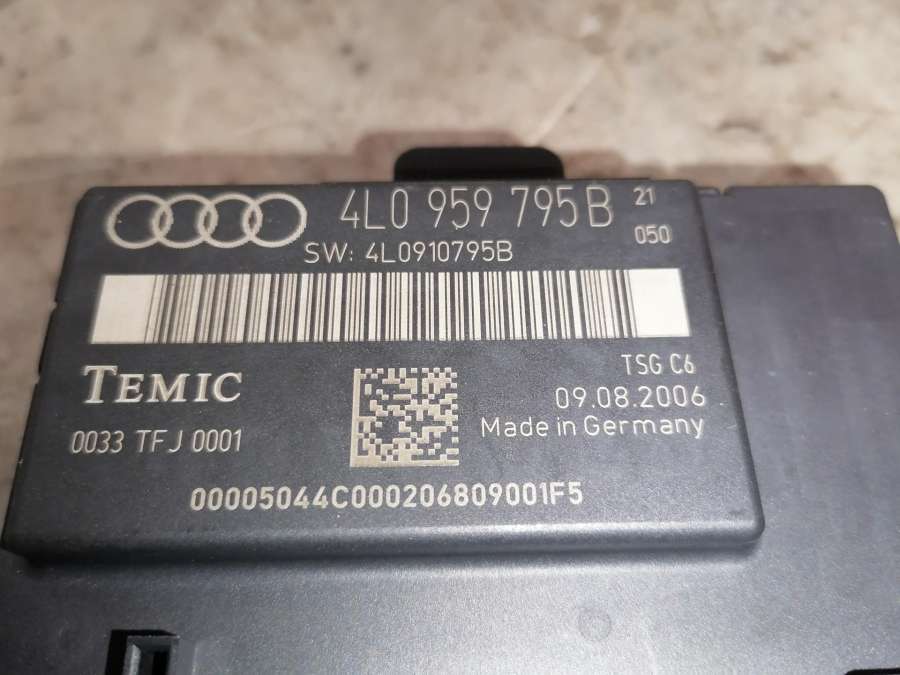 4L0 959 795B 21
050
SW: 4L0910795B
TSG C6
TEMIC
09.08.2006
0033 TFJ 0001
Made in Germany
00005044C000206809001F5